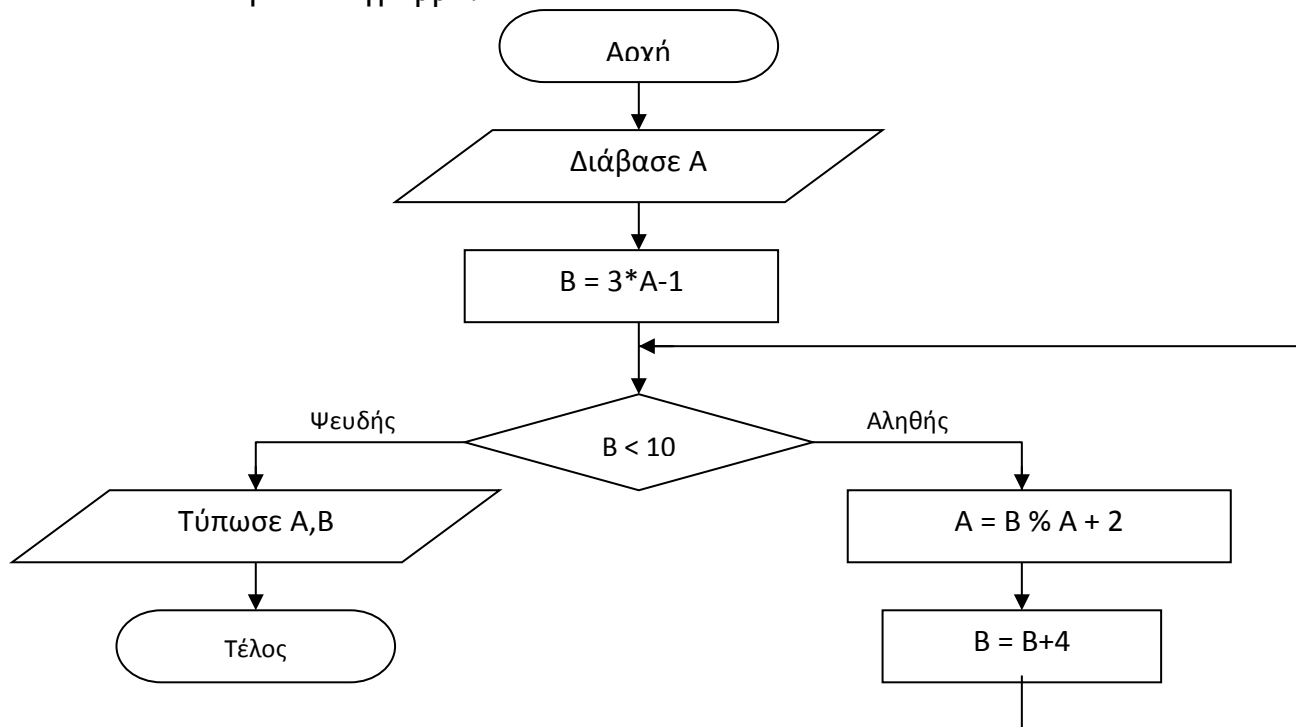 Αρχή
Διάβασε A
B = 3*A-1
Ψευδής
Αληθής
B < 10
Τύπωσε A,B
A = B % A + 2
Τέλος
B = B+4